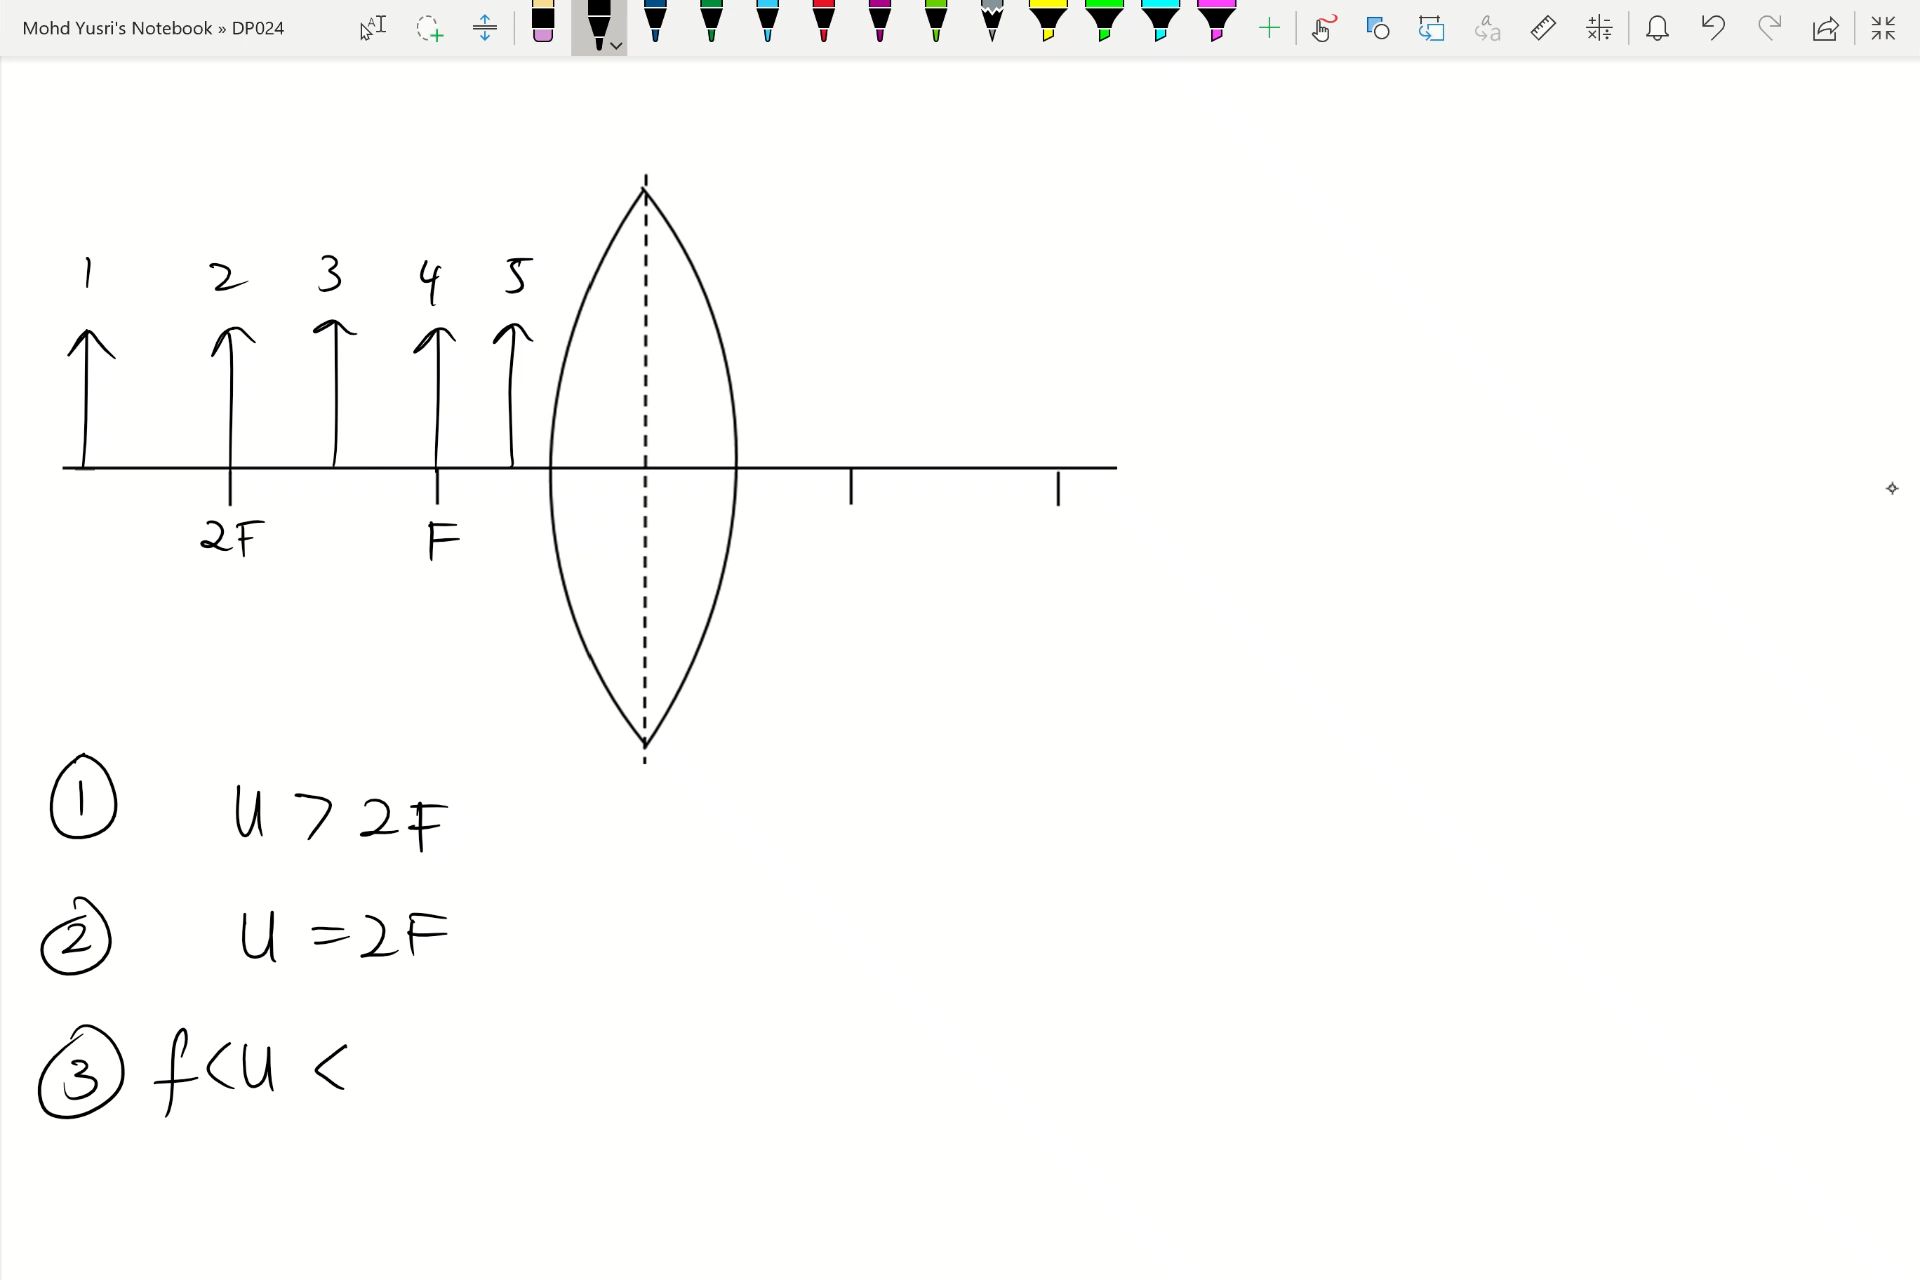 Mohd Yusri's Notebook » DP024
1 2 3 4 5
2F F
① U > 2F
② U = 2F
③ f < U <